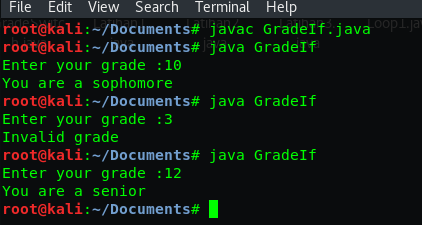 File Edit View Search Terminal Help
root@kali:~/Documents# javac GradeIf.java
root@kali:~/Documents# java GradeIf
Enter your grade :10
You are a sophomore
root@kali:~/Documents# java GradeIf
Enter your grade :3
Invalid grade
root@kali:~/Documents# java GradeIf
Enter your grade :12
You are a senior
root@kali:~/Documents#